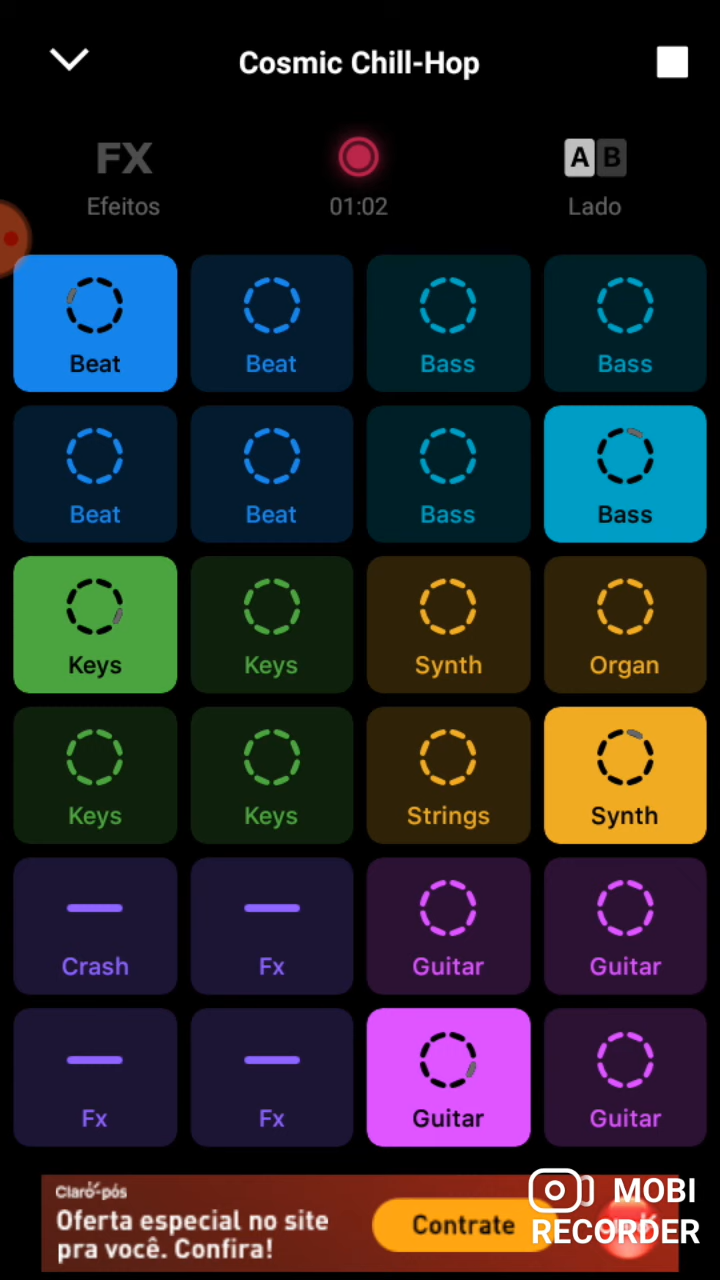 Cosmic Chill-Hop
FX
A B
Efeitos
01:02
Lado
Beat
Beat
Bass
Bass
Beat
Beat
Bass
Bass
Keys
Keys
Synth
Organ
Keys
Keys
Strings
Synth
Crash
Fx
Guitar
Guitar
Fx
Fx
Guitar
Guitar
Claro-pós
Oferta especial no site
pra você. Confira!
Contrate
MOBI
RECORDER